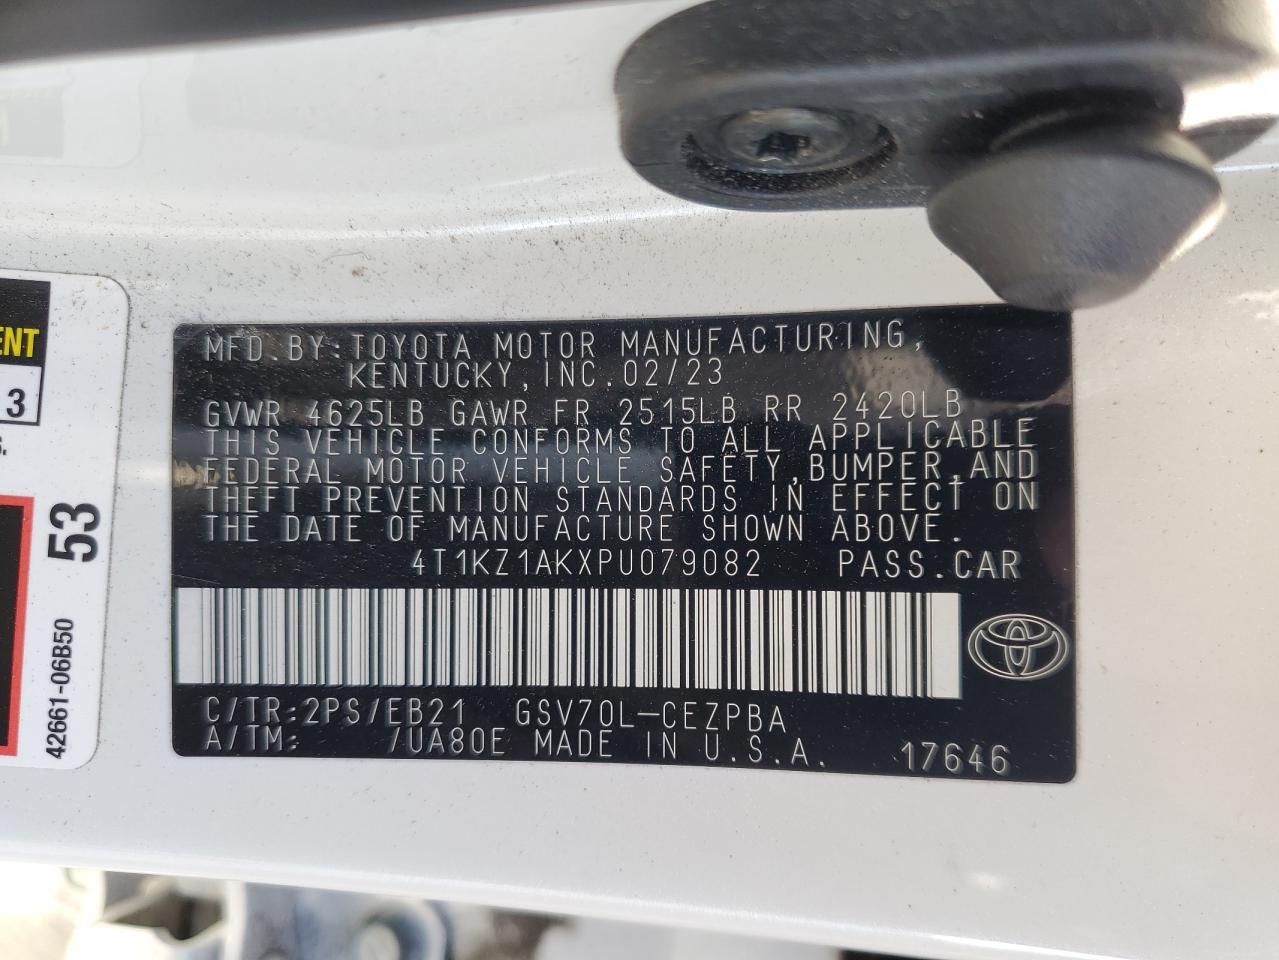 MFD.BY:TOYOTA MOTOR MANUFACTURING,
KENTUCKY,INC.02/23
GVWR 4625LB GAWR FR 2515LB RR 2420LB
THIS VEHICLE CONFORMS TO ALL APPLICABLE
FEDERAL MOTOR VEHICLE SAFETY,BUMPER,AND
THEFT PREVENTION STANDARDS IN EFFECT ON
THE DATE OF MANUFACTURE SHOWN ABOVE.
4T1KZ1AKXPU079082 PASS.CAR
C/TR:2PS/EB21 GSV70L-CEZPBA
A/TM: /UA80E MADE IN U.S.A. 17646
ENT
3
53
42661-06B50